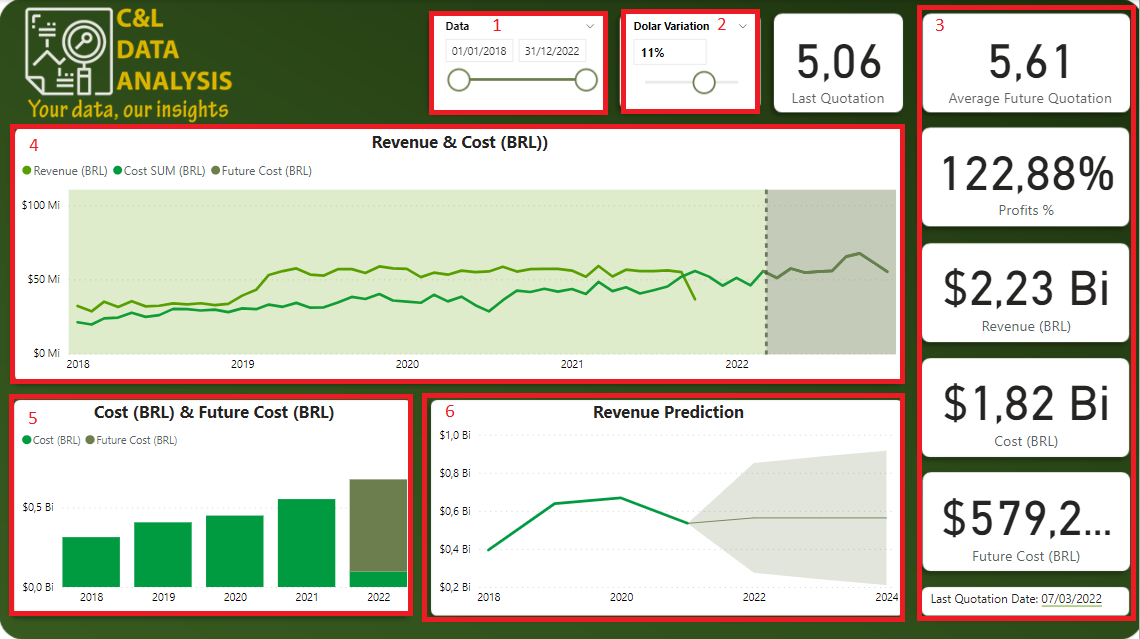 C&L
DATA
ANALYSIS
Your data, our insights
Data 1
01/01/2018 31/12/2022
Dolar Variation 2
11%
5,06
Last Quotation
3
5,61
Average Future Quotation
122,88%
Profits %
$2,23 Bi
Revenue (BRL)
$1,82 Bi
Cost (BRL)
$579,2...
Future Cost (BRL)
Last Quotation Date: 07/03/2022
4
Revenue & Cost (BRL))
Revenue (BRL) Cost SUM (BRL) Future Cost (BRL)
$100 Mi
$50 Mi
$0 Mi
2018 2019 2020 2021 2022
5
Cost (BRL) & Future Cost (BRL)
Cost (BRL) Future Cost (BRL)
$0,5 Bi
$0,0 Bi
2018 2019 2020 2021 2022
6
Revenue Prediction
$1,0 Bi
$0,8 Bi
$0,6 Bi
$0,4 Bi
$0,2 Bi
2018 2020 2022 2024